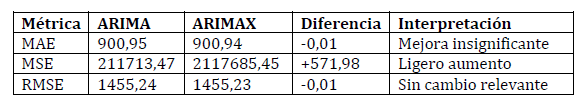 Métrica ARIMA ARIMAX Diferencia Interpretación
MAE 900,95 900,94 -0,01 Mejora insignificante
MSE 211713,47 2117685,45 +571,98 Ligero aumento
RMSE 1455,24 1455,23 -0,01 Sin cambio relevante